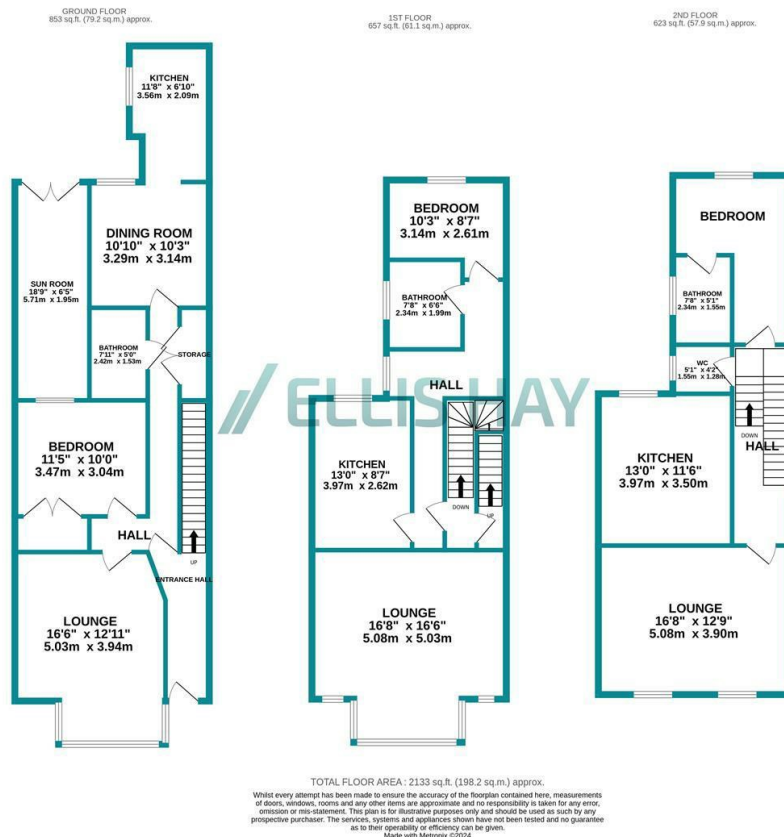 GROUND FLOOR
853 sq.ft. (79.2 sq.m.) approx.
KITCHEN
11'8" x 6'10"
3.56m x 2.09m
DINING ROOM
10'10" x 10'3"
3.29m x 3.14m
SUN ROOM
18'9" x 6'5"
5.71m x 1.95m
BATHROOM
7'11" x 5'0"
2.42m x 1.53m
STORAGE
BEDROOM
11'5" x 10'0"
3.47m x 3.04m
HALL
UP
ENTRANCE HALL
LOUNGE
16'6" x 12'11"
5.03m x 3.94m
1ST FLOOR
657 sq.ft. (61.1 sq.m.) approx.
BEDROOM
10'3" x 8'7"
3.14m x 2.61m
BATHROOM
7'8" x 6'6"
2.34m x 1.99m
HALL
KITCHEN
13'0" x 8'7"
3.97m x 2.62m
DOWN
UP
LOUNGE
16'8" x 16'6"
5.08m x 5.03m
2ND FLOOR
623 sq.ft. (57.9 sq.m.) approx.
BEDROOM
BATHROOM
7'8" x 5'1"
2.34m x 1.55m
WC
5'1" x 4'2"
1.55m x 1.28m
DOWN
HALL
KITCHEN
13'0" x 11'6"
3.97m x 3.50m
LOUNGE
16'8" x 12'9"
5.08m x 3.90m
ELLIS HAY
TOTAL FLOOR AREA : 2133 sq.ft. (198.2 sq.m.) approx.
Whilst every attempt has been made to ensure the accuracy of the floorplan contained here, measurements
of doors, windows, rooms and any other items are approximate and no responsibility is taken for any error,
omission or mis-statement. This plan is for illustrative purposes only and should be used as such by any
prospective purchaser. The services, systems and appliances shown have not been tested and no guarantee
as to their operability or efficiency can be given.
Made with Metropix ©2024